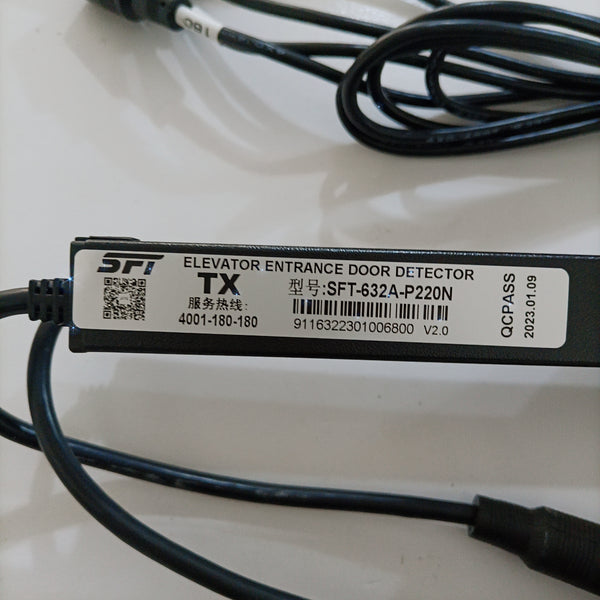 SFT
ELEVATOR ENTRANCE DOOR DETECTOR
TX
服务热线:
4001-180-180
型号:SFT-632A-P220N
9116322301006800 V2.0
QCPASS
2023.01.09